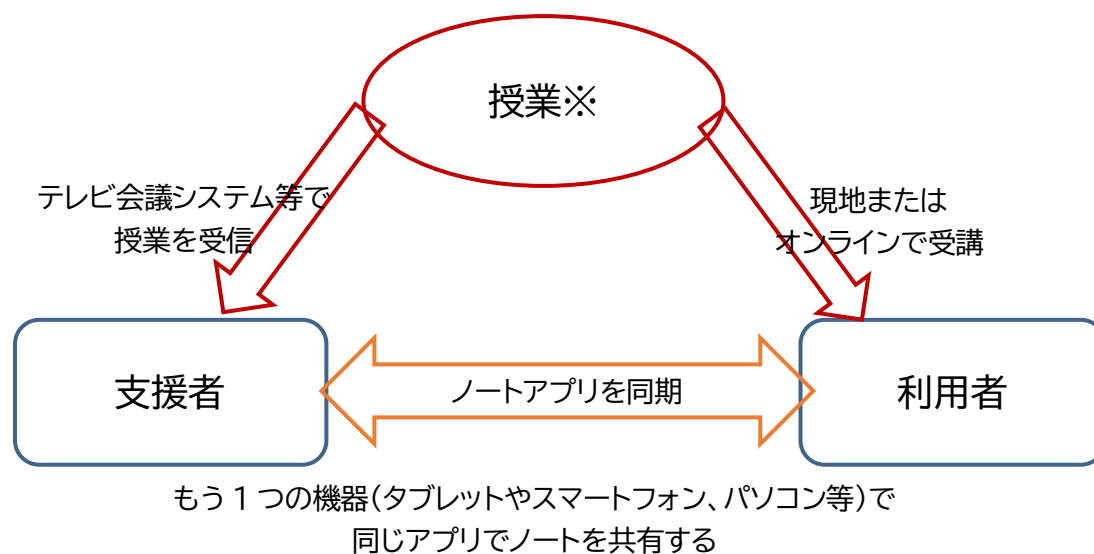 授業※
テレビ会議システム等で
授業を受信
現地または
オンラインで受講
支援者
ノートアプリを同期
利用者
もう1つの機器(タブレットやスマートフォン、パソコン等)で
同じアプリでノートを共有する